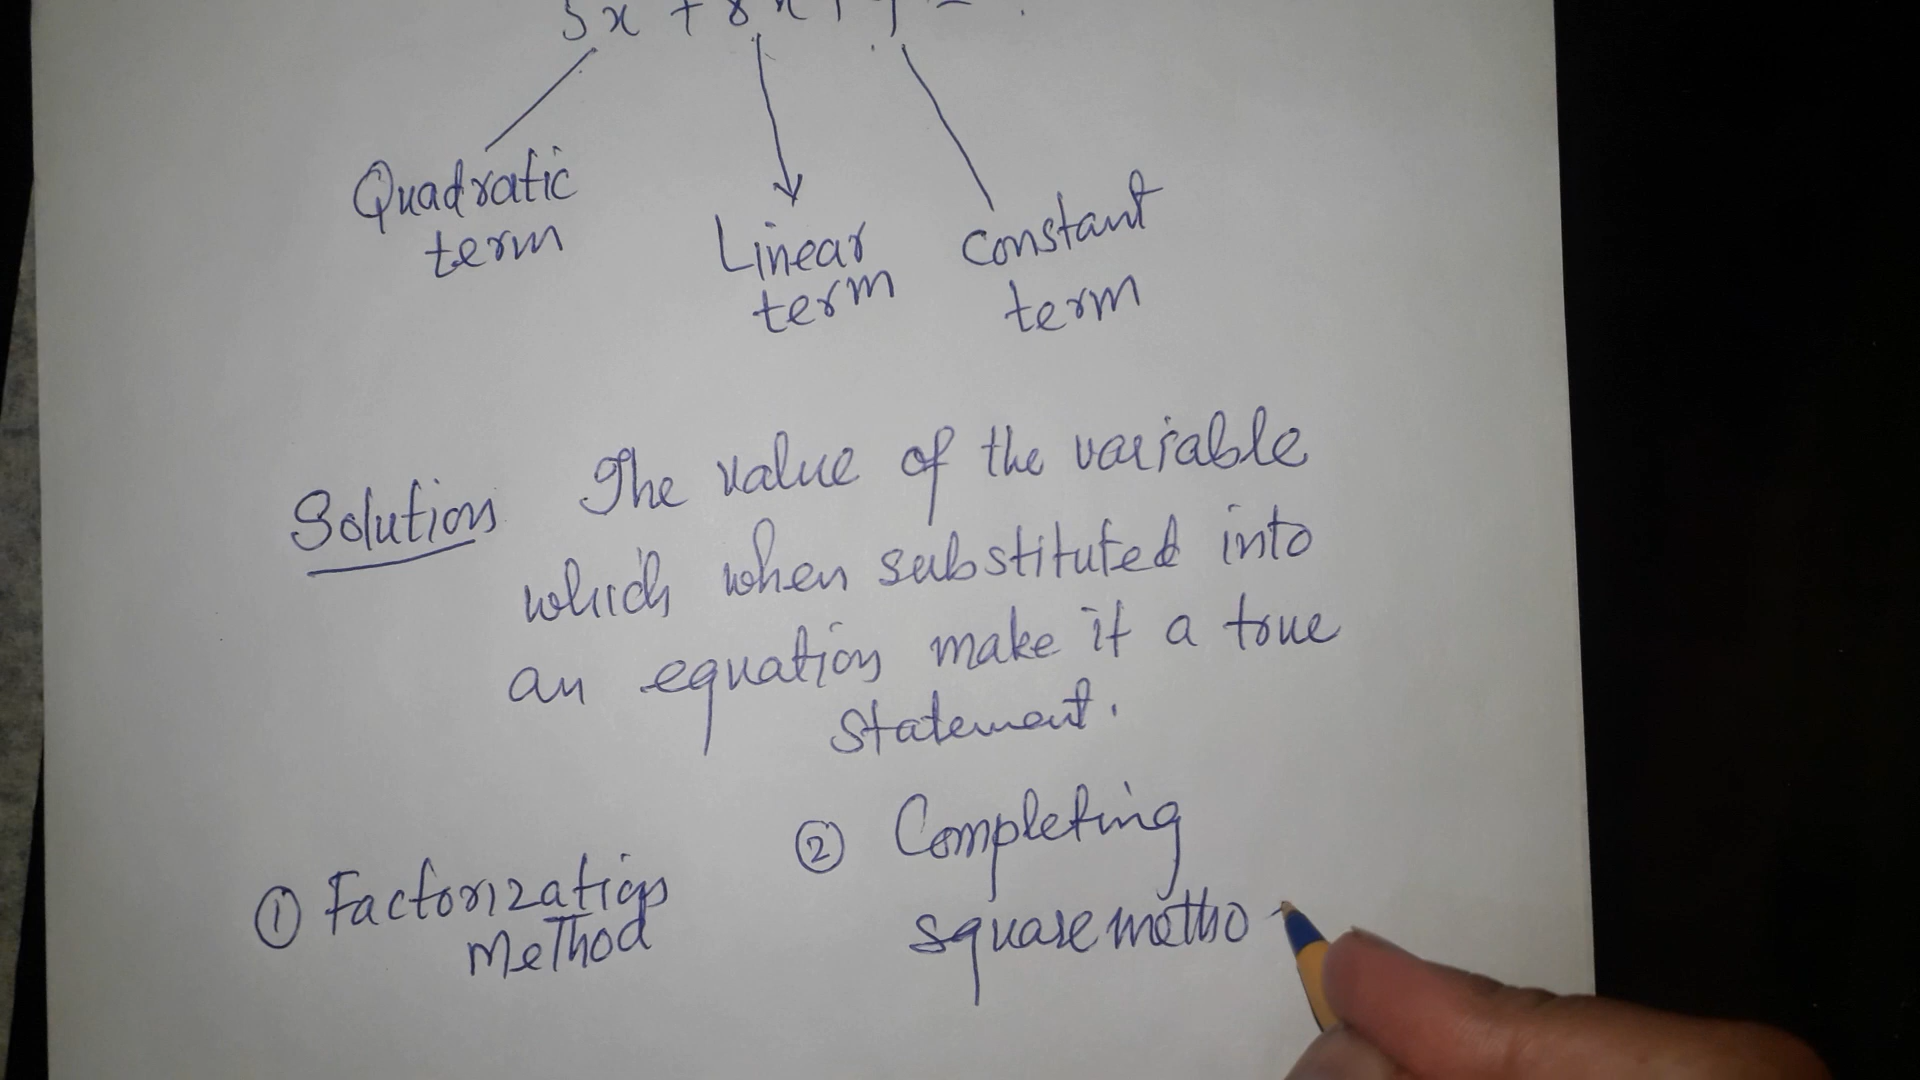 Quadratic
term
Linear
term
Constant
term
Solution The value of the variable
which when substituted into
an equation make it a true
statement.
① Factorization
Method
② Completing
square metho